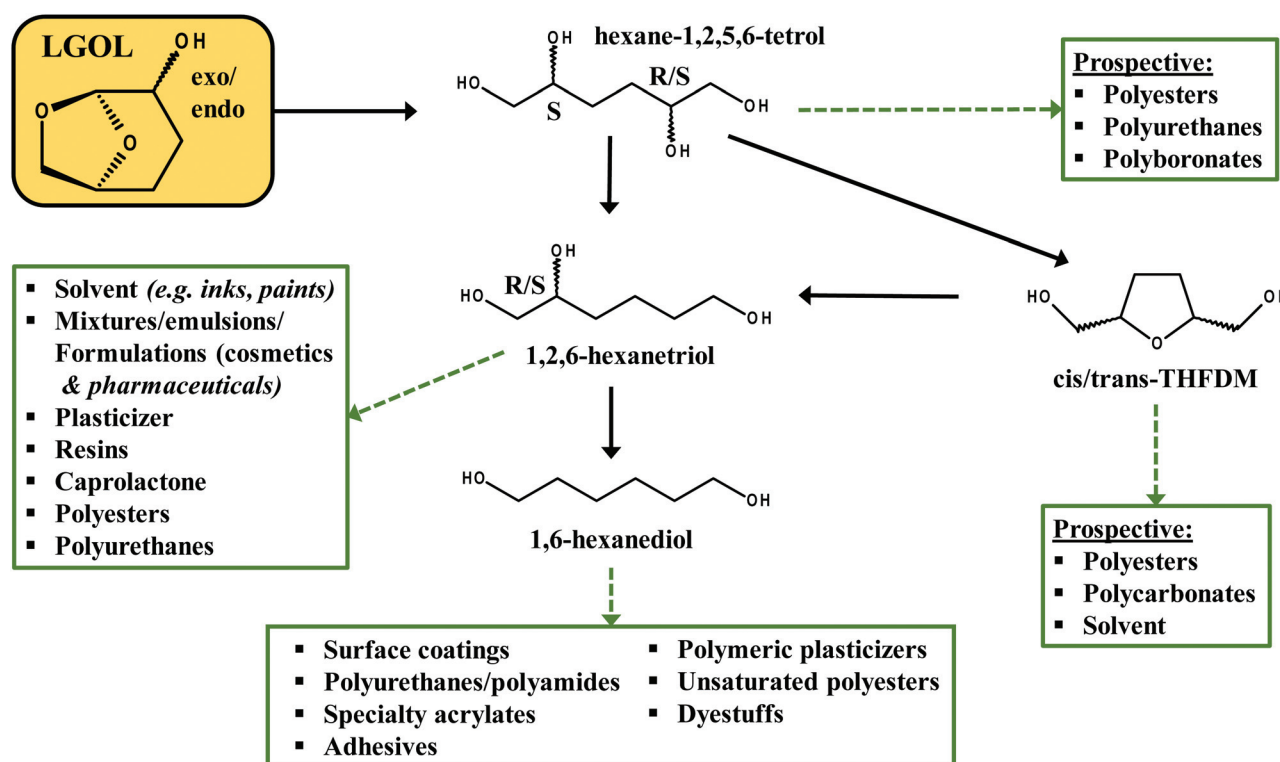 LGOL
OH
exo/
endo
O
O
hexane-1,2,5,6-tetrol
OH
HO
R/S
S
OH
OH
Prospective:
▪ Polyesters
▪ Polyurethanes
▪ Polyboronates
▪ Solvent (e.g. inks, paints)
▪ Mixtures/emulsions/
Formulations (cosmetics
& pharmaceuticals)
▪ Plasticizer
▪ Resins
▪ Caprolactone
▪ Polyesters
▪ Polyurethanes
OH
R/S
HO
OH
1,2,6-hexanetriol
HO
OH
O
cis/trans-THFDM
HO
OH
1,6-hexanediol
Prospective:
▪ Polyesters
▪ Polycarbonates
▪ Solvent
▪ Surface coatings
▪ Polyurethanes/polyamides
▪ Specialty acrylates
▪ Adhesives
▪ Polymeric plasticizers
▪ Unsaturated polyesters
▪ Dyestuffs